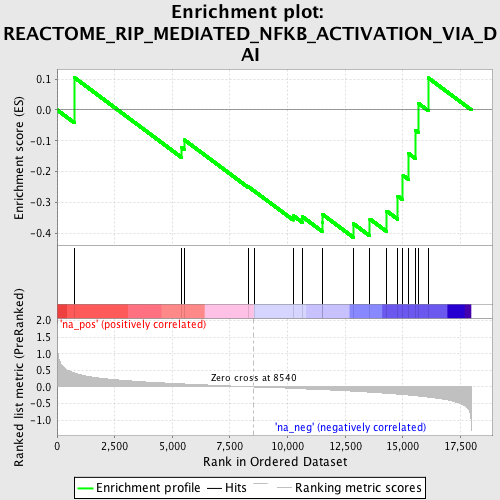 Enrichment plot:
REACTOME_RIP_MEDIATED_NFKB_ACTIVATION_VIA_D
AI
Enrichment score (ES)
0.1
0.0
-0.1
-0.2
-0.3
-0.4
'na_pos' (positively correlated)
Ranked list metric (PreRanked)
2.0
1.5
1.0
0.5
0.0
-0.5
-1.0
Zero cross at 8540
'na_neg' (negatively correlated)
0 2,500 5,000 7,500 10,000 12,500 15,000 17,500
Rank in Ordered Dataset
Enrichment profile Hits Ranking metric scores